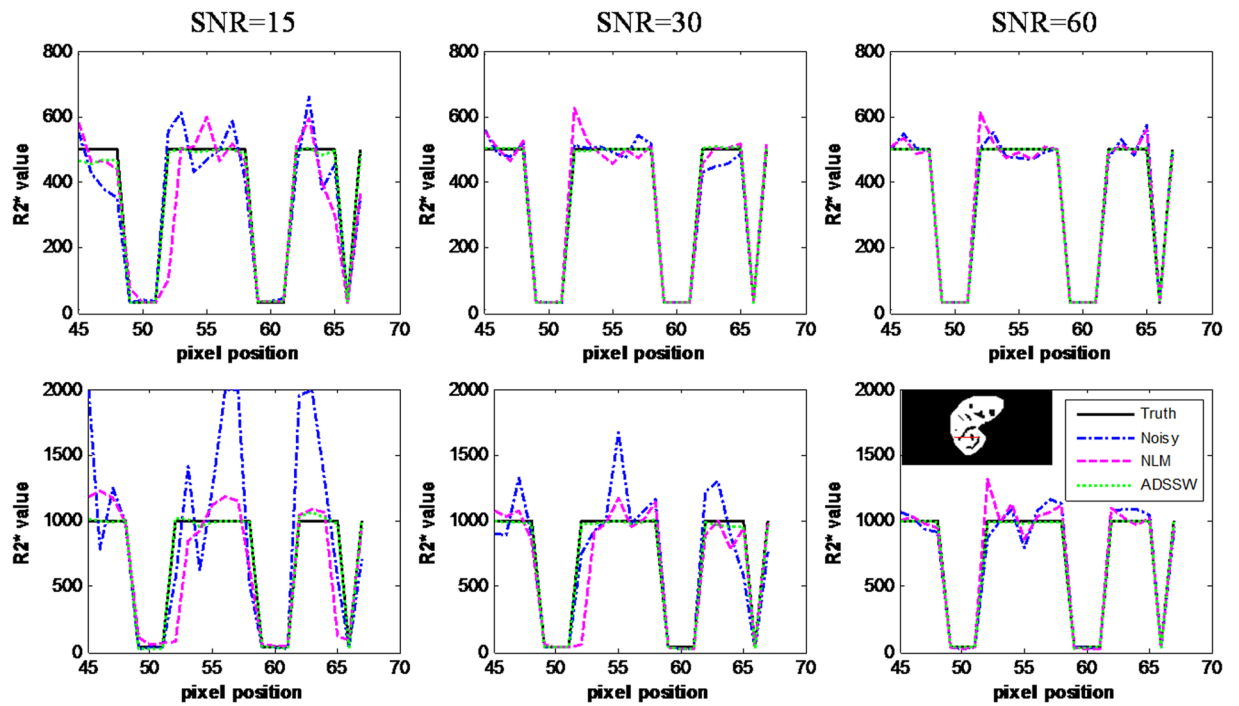 SNR=15
SNR=30
SNR=60
800
600
400
200
0
R2* value
45 50 55 60 65 70
pixel position
800
600
400
200
0
R2* value
45 50 55 60 65 70
pixel position
800
600
400
200
0
R2* value
45 50 55 60 65 70
pixel position
2000
1500
1000
500
0
R2* value
45 50 55 60 65 70
pixel position
2000
1500
1000
500
0
R2* value
45 50 55 60 65 70
pixel position
2000
1500
1000
500
0
R2* value
45 50 55 60 65 70
pixel position
Truth
Noisy
NLM
ADSSW